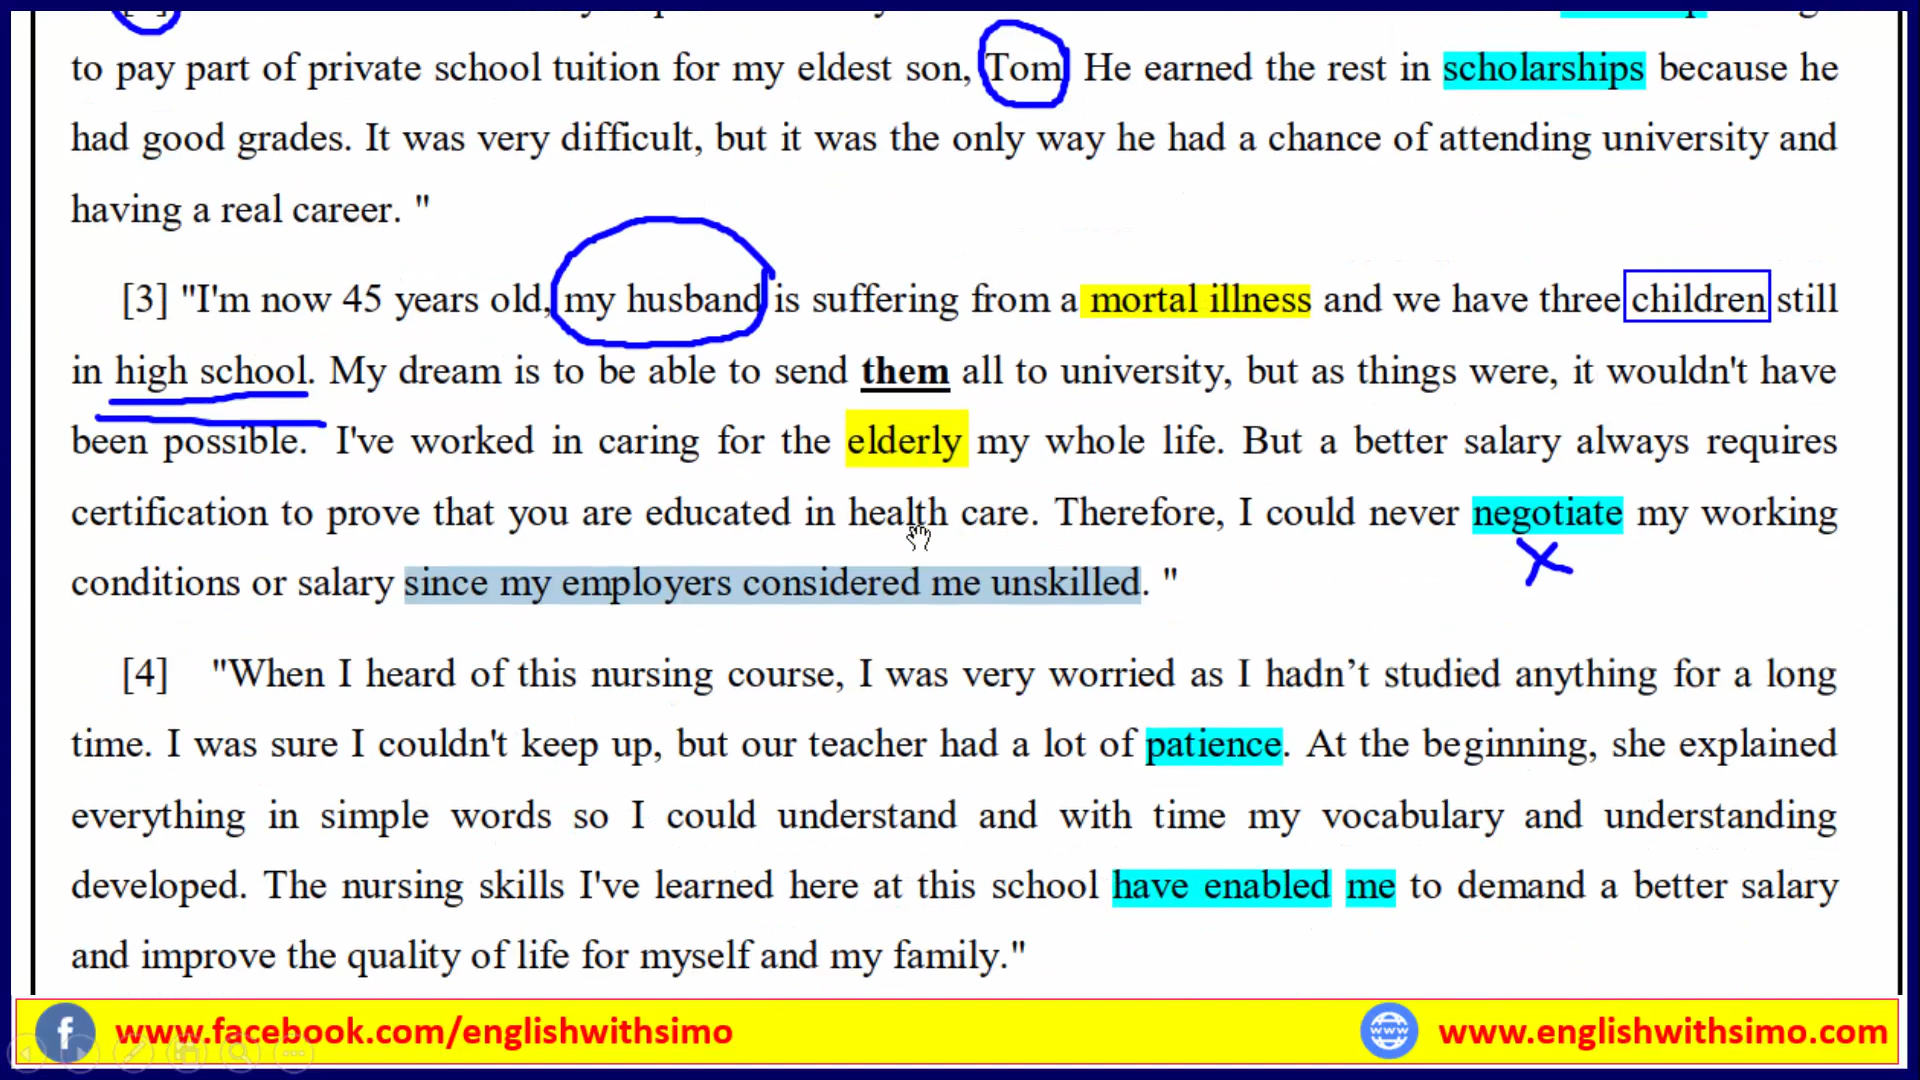 to pay part of private school tuition for my eldest son, Tom. He earned the rest in scholarships because he
had good grades. It was very difficult, but it was the only way he had a chance of attending university and
having a real career. "
[3] "I'm now 45 years old, my husband is suffering from a mortal illness and we have three children still
in high school. My dream is to be able to send them all to university, but as things were, it wouldn't have
been possible. I've worked in caring for the elderly my whole life. But a better salary always requires
certification to prove that you are educated in health care. Therefore, I could never negotiate my working
conditions or salary since my employers considered me unskilled. "
[4] "When I heard of this nursing course, I was very worried as I hadn’t studied anything for a long
time. I was sure I couldn't keep up, but our teacher had a lot of patience. At the beginning, she explained
everything in simple words so I could understand and with time my vocabulary and understanding
developed. The nursing skills I've learned here at this school have enabled me to demand a better salary
and improve the quality of life for myself and my family."
f www.facebook.com/englishwithsimo
www www.englishwithsimo.com